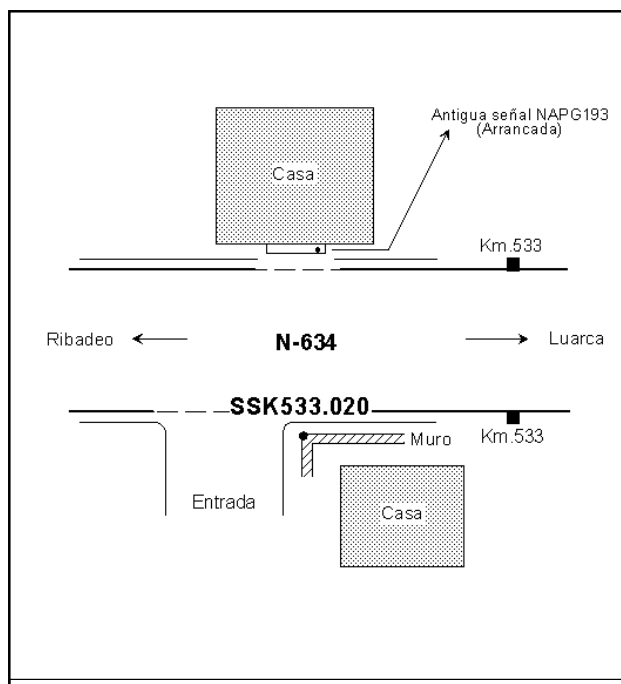 Antigua señal NAPG193
(Arrancada)
Casa
Km.533
Ribadeo
N-634
Luarca
SSK533.020
Muro
Km.533
Entrada
Casa